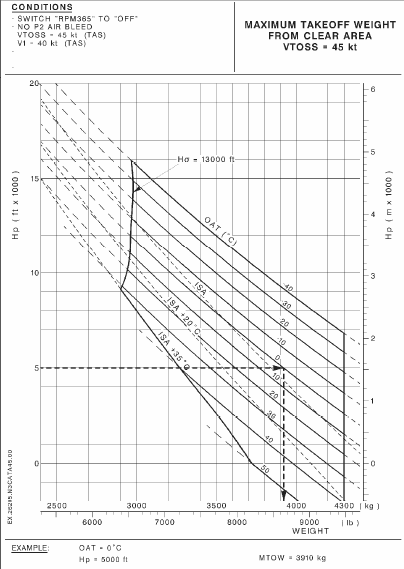 CONDITIONS
- SWITCH "RPM365" TO "OFF"
- NO P2 AIR BLEED
VTOSS = 45 kt (TAS)
V1 = 40 kt (TAS)
MAXIMUM TAKEOFF WEIGHT
FROM CLEAR AREA
VTOSS = 45 kt
20
15
10
5
0
Hp ( ft x 1000 )
6
5
4
3
2
1
0
Hp ( m x 1000 )
Hσ = 13000 ft
OAT (°C)
ISA
ISA +20°C
ISA +35°C
40
30
20
10
0
10
20
30
40
50
2500 3000 3500 4000 4300 ( kg )
6000 7000 8000 9000 ( lb )
WEIGHT
EXAMPLE: OAT = 0°C
Hp = 5000 ft
MTOW = 3910 kg